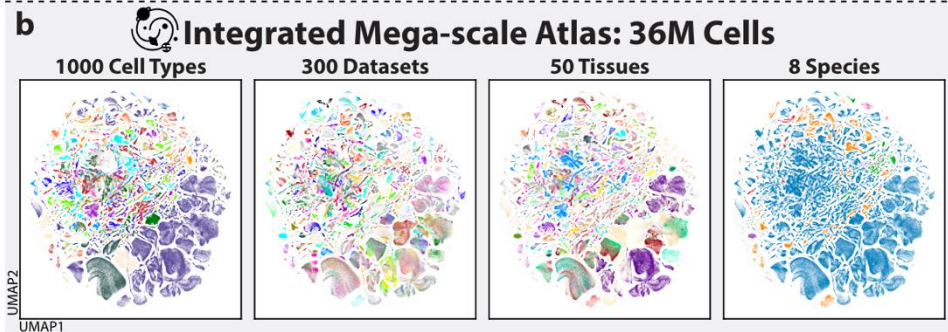 b
Integrated Mega-scale Atlas: 36M Cells
1000 Cell Types
300 Datasets
50 Tissues
8 Species
UMAP2
UMAP1